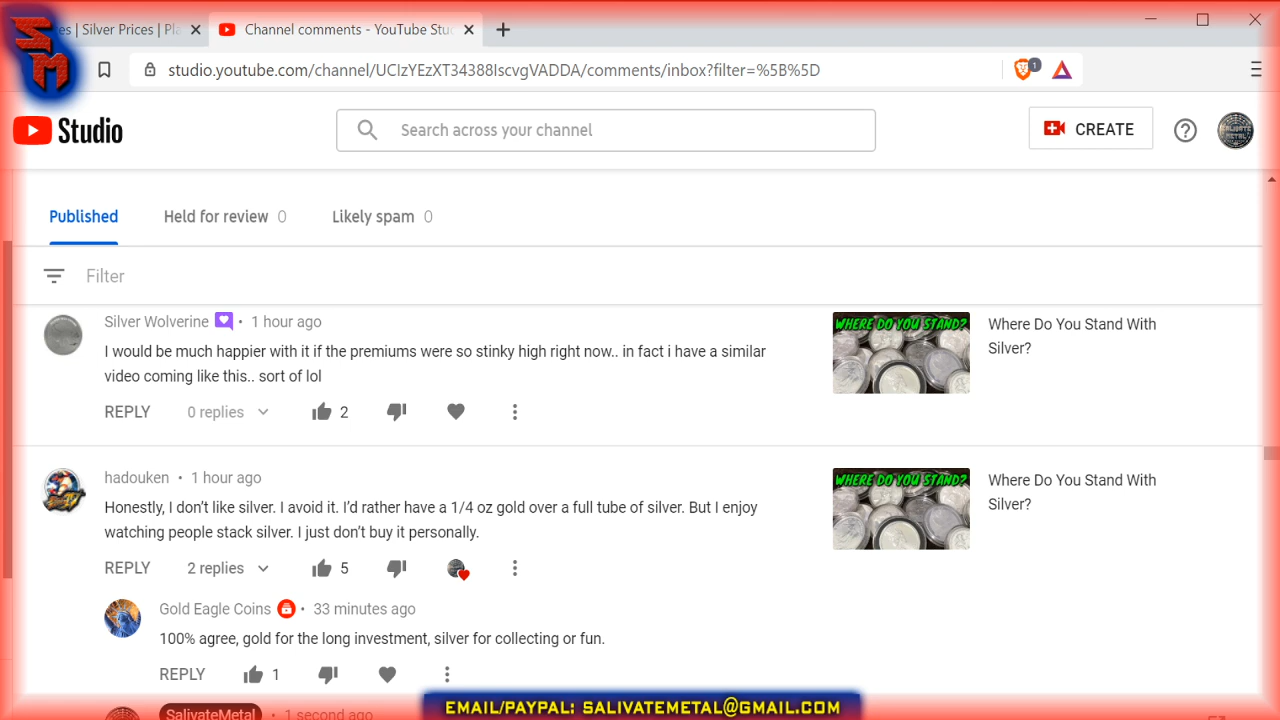 es | Silver Prices | Pla
Channel comments - YouTube Stud
studio.youtube.com/channel/UCIzYEzXT34388IscvgVADDA/comments/inbox?filter=%5B%5D
1
SM
Studio
Search across your channel
CREATE
Published
Held for review 0
Likely spam 0
Filter
Silver Wolverine • 1 hour ago
I would be much happier with it if the premiums were so stinky high right now.. in fact i have a similar
video coming like this.. sort of lol
REPLY 0 replies 2
WHERE DO YOU STAND?
Where Do You Stand With
Silver?
hadouken • 1 hour ago
Honestly, I don't like silver. I avoid it. I'd rather have a 1/4 oz gold over a full tube of silver. But I enjoy
watching people stack silver. I just don't buy it personally.
REPLY 2 replies 5
WHERE DO YOU STAND?
Where Do You Stand With
Silver?
Gold Eagle Coins • 33 minutes ago
100% agree, gold for the long investment, silver for collecting or fun.
REPLY 1
SalivateMetal • 1 second ago
EMAIL/PAYPAL: SALIVATEMETAL@GMAIL.COM